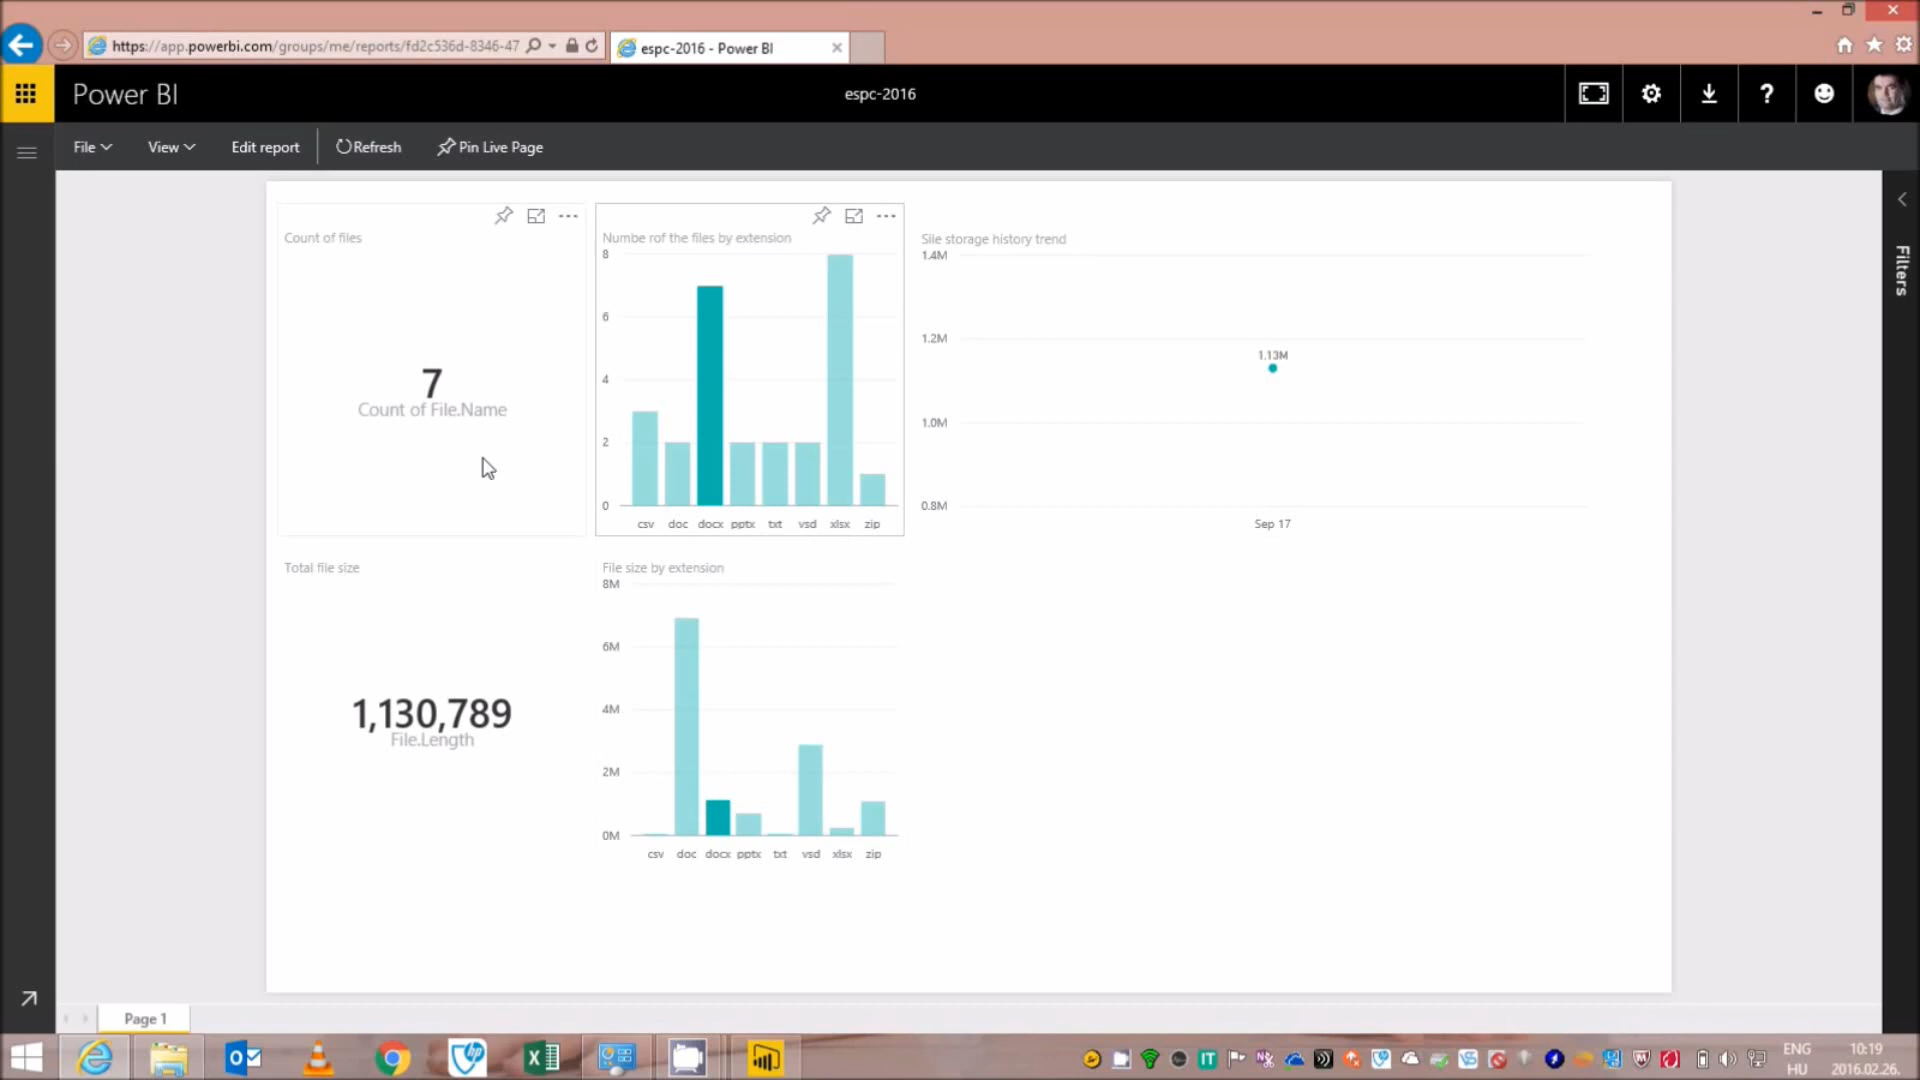 https://app.powerbi.com/groups/me/reports/fd2c536d-8346-47
espc-2016 - Power BI
Power BI
espc-2016
File
View
Edit report
Refresh
Pin Live Page
Count of files
7
Count of File.Name
Numbe rof the files by extension
8
6
4
2
0
csv doc docx pptx txt vsd xlsx zip
Sile storage history trend
1.4M
1.2M
1.13M
1.0M
0.8M
Sep 17
Filters
Total file size
1,130,789
File.Length
File size by extension
8M
6M
4M
2M
0M
csv doc docx pptx txt vsd xlsx zip
Page 1
ENG
HU
10:19
2016.02.26.